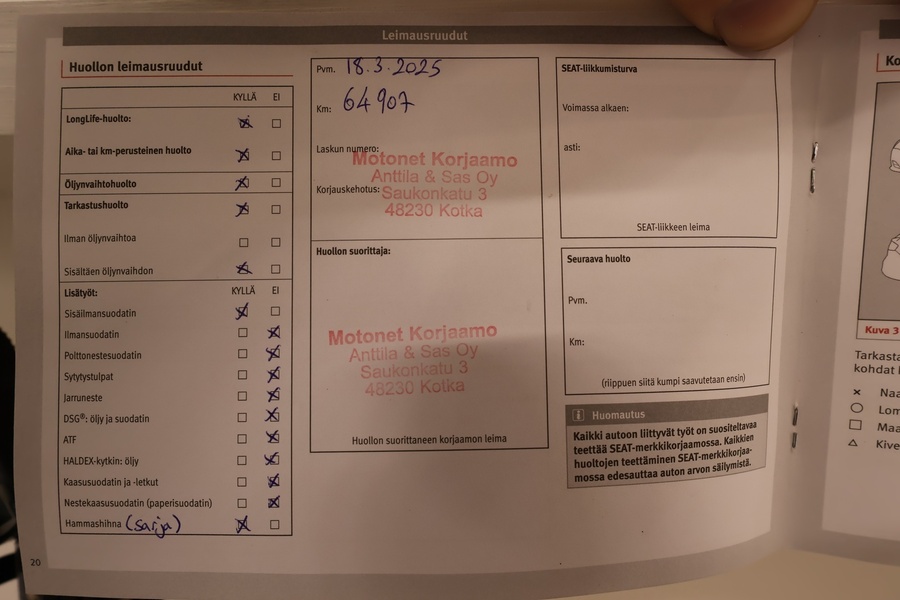 Leimausruudut
Huollon leimausruudut
KYLLÄ EI
LongLife-huolto:
Aika- tai km-perusteinen huolto
Öljynvaihtohuolto
Tarkastushuolto
Ilman öljynvaihtoa
Sisältäen öljynvaihdon
Lisätyöt: KYLLÄ EI
Sisäilmansuodatin
Ilmansuodatin
Polttonestesuodatin
Sytytystulpat
Jarruneste
DSG®: öljy ja suodatin
ATF
HALDEX-kytkin: öljy
Kaasusuodatin ja -letkut
Nestekaasusuodatin (paperisuodatin)
Hammashihna (Sarja)
20
Pvm. 18.3.2025
Km: 64907
Laskun numero:
Motonet Korjaamo
Anttila & Sas Oy
Korjauskehotus: Saukonkatu 3
48230 Kotka
Huollon suorittaja:
Motonet Korjaamo
Anttila & Sas Oy
Saukonkatu 3
48230 Kotka
Huollon suorittaneen korjaamon leima
SEAT-liikkumisturva
Voimassa alkaen:
asti:
SEAT-liikkeen leima
Seuraava huolto
Pvm.
Km:
(riippuen siitä kumpi saavutetaan ensin)
i Huomautus
Kaikki autoon liittyvät työt on suositeltavaa
teettää SEAT-merkkikorjaamossa. Kaikkien
huoltojen teettäminen SEAT-merkkikorjaa-
mossa edesauttaa auton arvon säilymistä.
Ko
Kuva 3
Tarkasta
kohdat
Naa
Lom
Maa
Kive